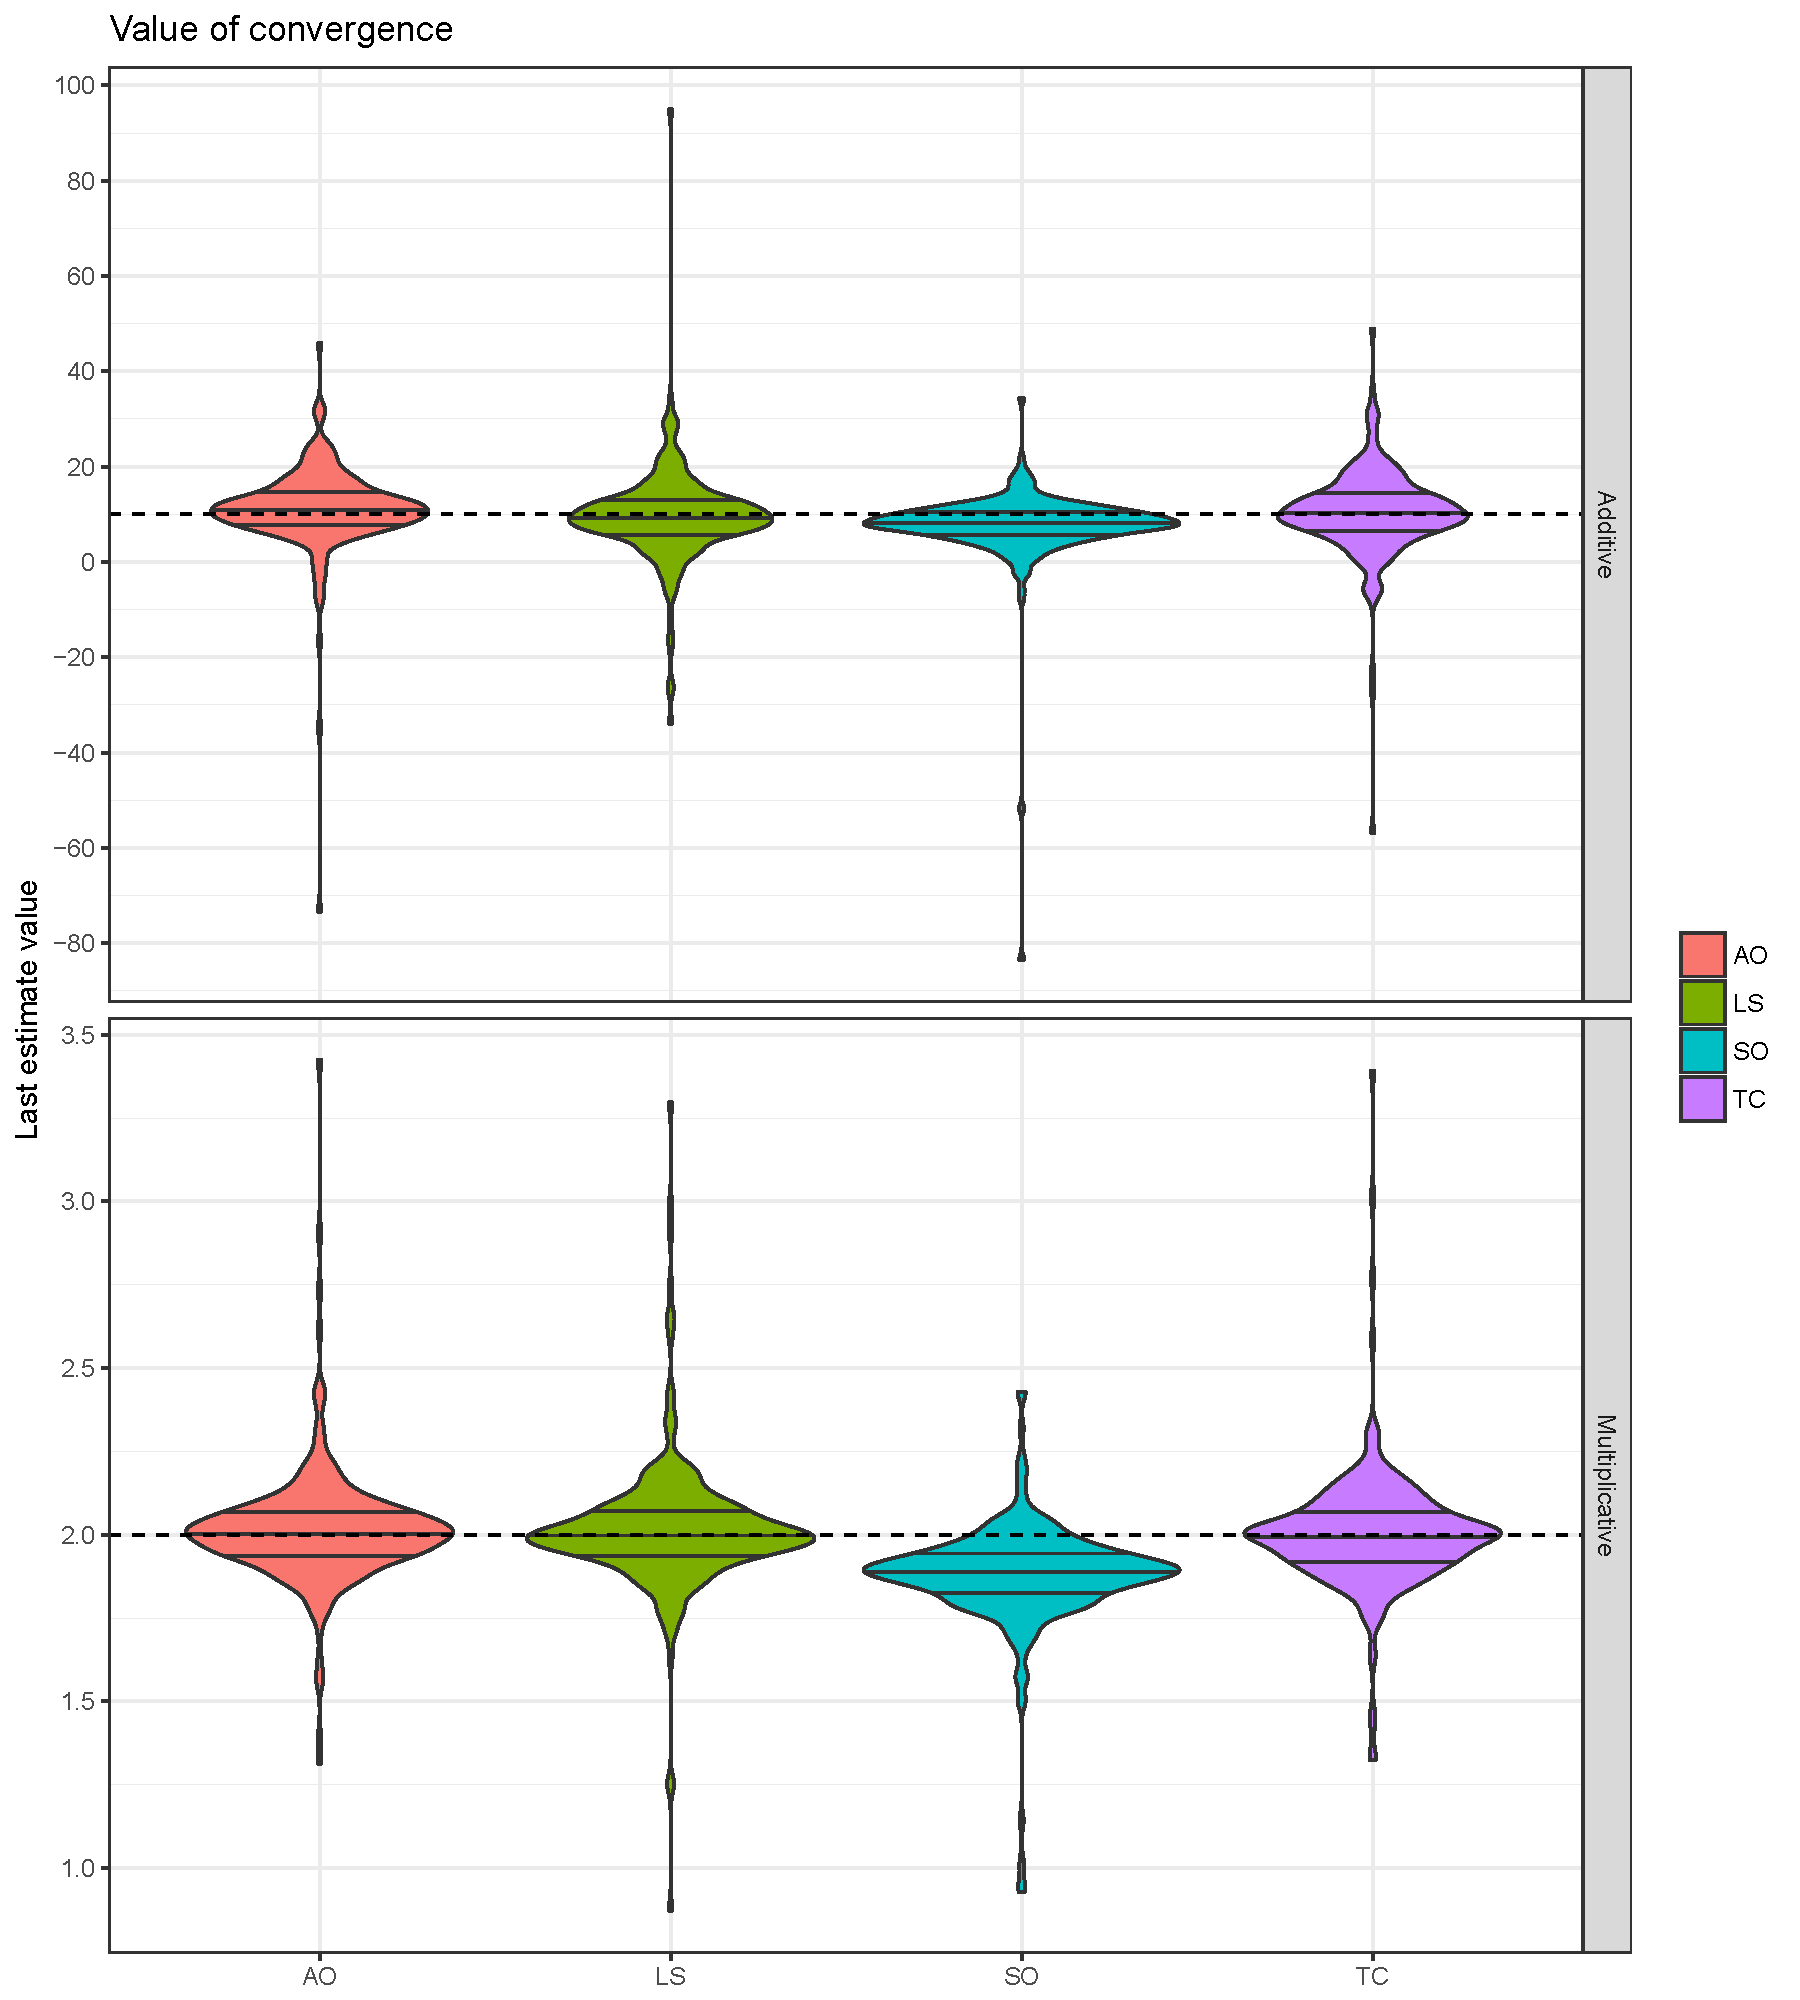 Value of convergence
100
80
60
40
20
0
−20
−40
−60
−80
Additive
3.5
3.0
2.5
2.0
1.5
1.0
Multiplicative
Last estimate value
AO
LS
SO
TC
AO
LS
SO
TC